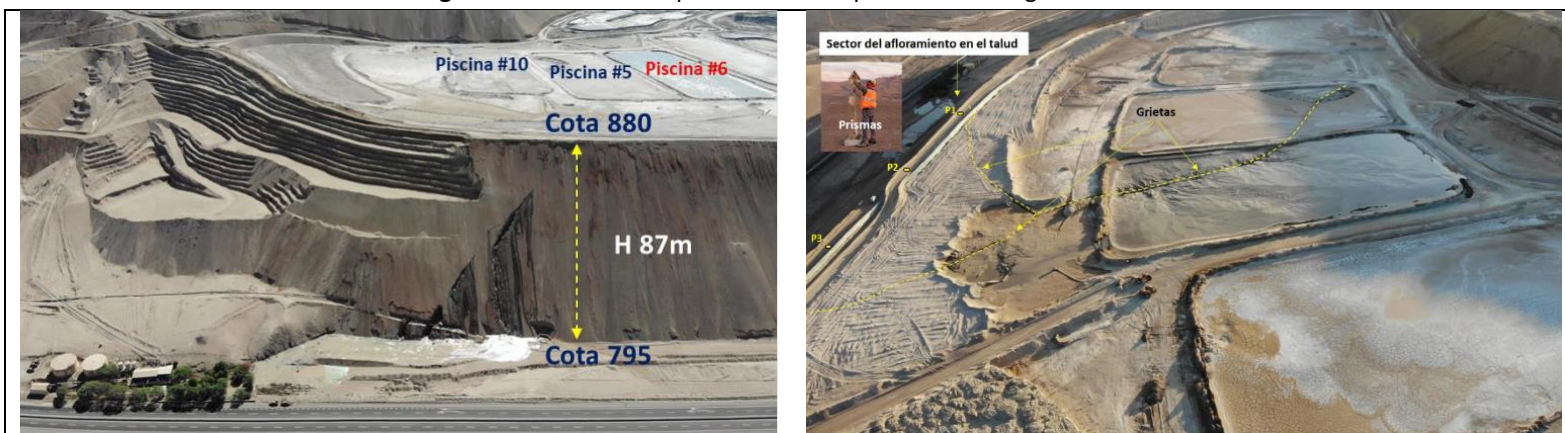 Piscina #10
Piscina #5
Piscina #6
Cota 880
H 87m
Cota 795
Sector del afloramiento en el talud
Prismas
P1
P2
P3
Grietas